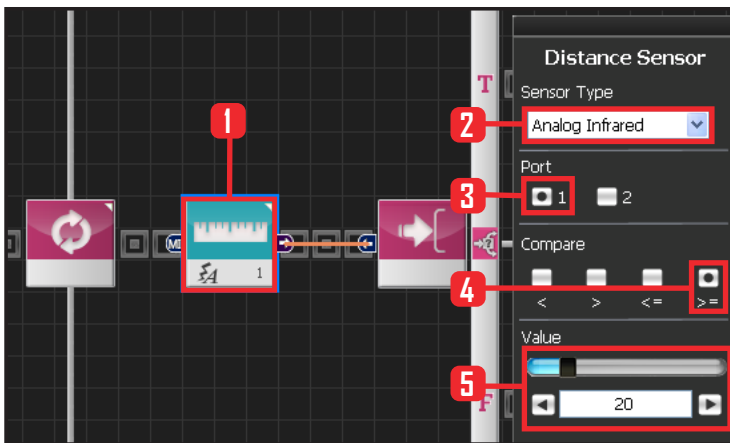 Distance Sensor
Sensor Type
2
Analog Infrared
1
T
Port
3
1 2
Compare
4
< > <= >=
A 1
Value
5
F
20